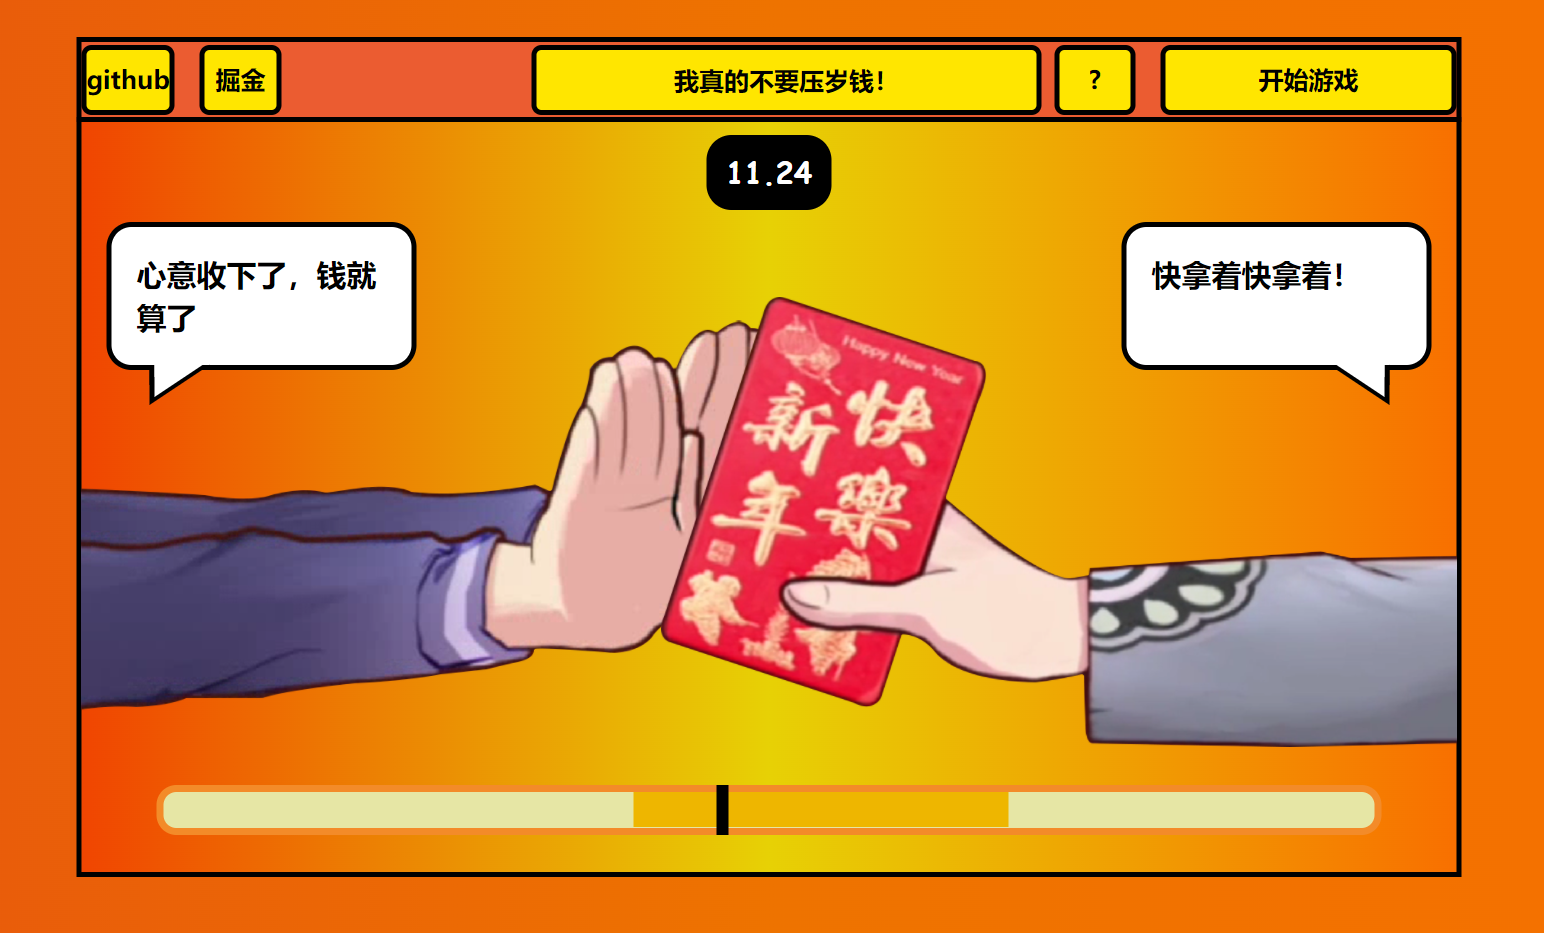 github
掘金
我真的不要压岁钱！
?
开始游戏
11.24
心意收下了，钱就
算了
快拿着快拿着！
Happy New Year
新快
年樂